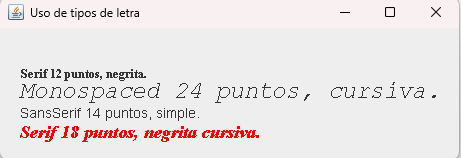 Uso de tipos de letra
Serif 12 puntos, negrita.
Monospaced 24 puntos, cursiva.
SansSerif 14 puntos, simple.
Serif 18 puntos, negrita cursiva.